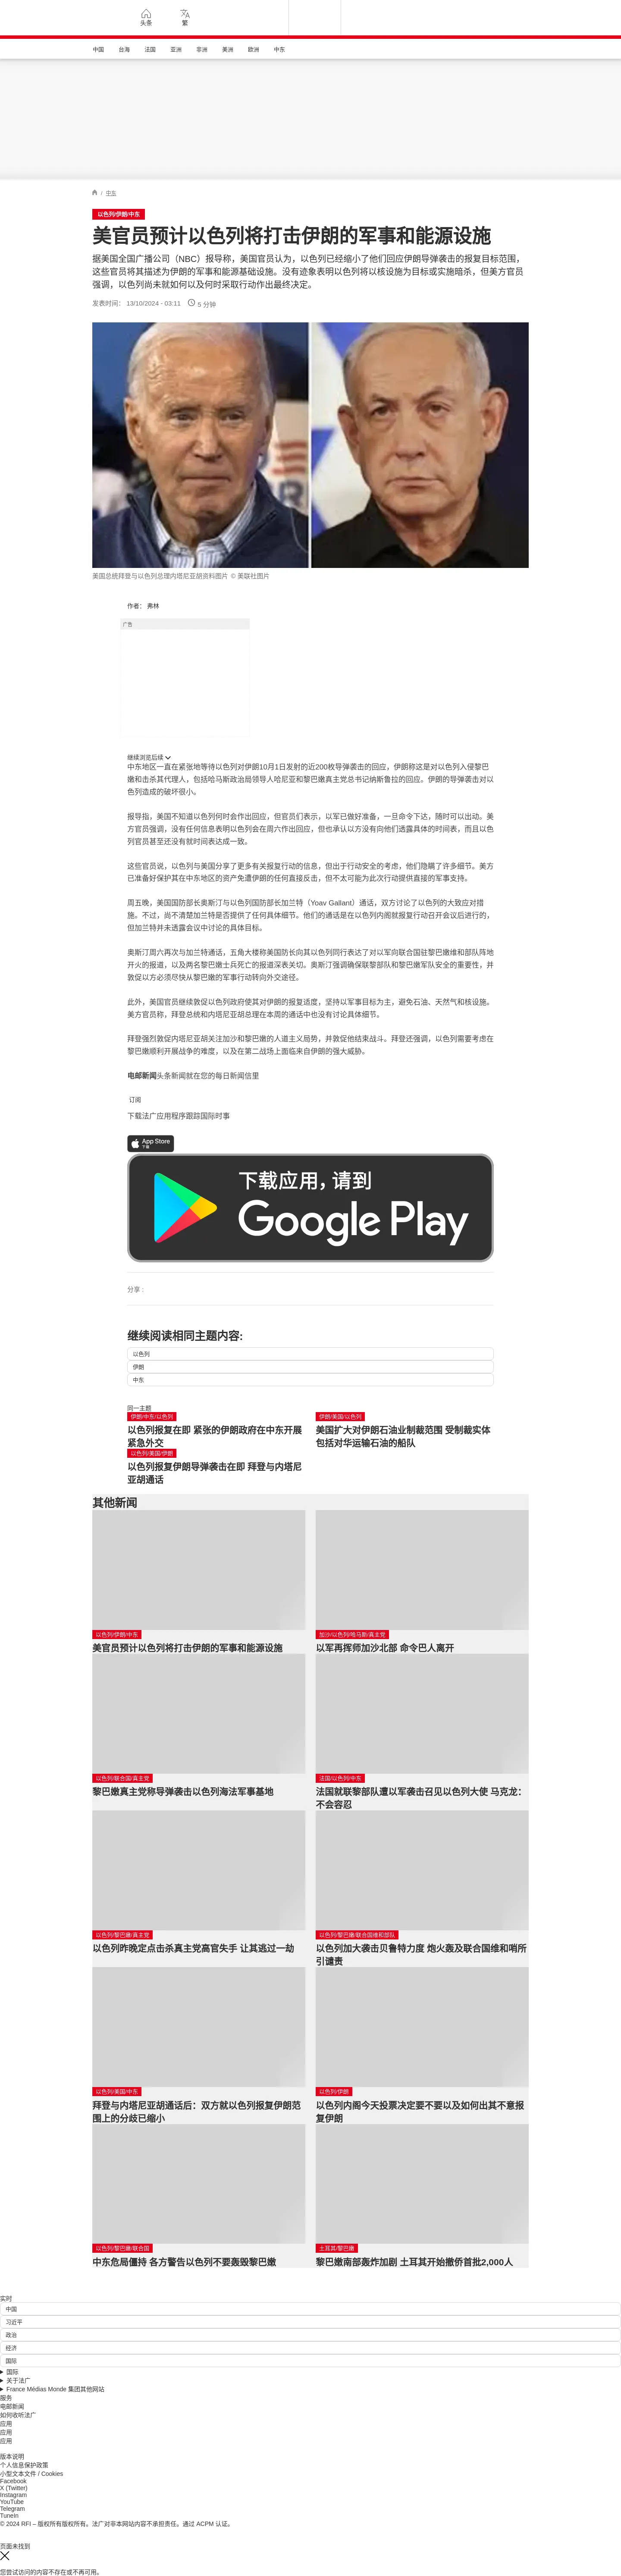 头条
繁
中国 台海 法国 亚洲 非洲 美洲 欧洲 中东
/ 中东
以色列/伊朗/中东
美官员预计以色列将打击伊朗的军事和能源设施
据美国全国广播公司（NBC）报导称，美国官员认为，以色列已经缩小了他们回应伊朗导弹袭击的报复目标范围，
这些官员将其描述为伊朗的军事和能源基础设施。没有迹象表明以色列将以核设施为目标或实施暗杀，但美方官员
强调，以色列尚未就如何以及何时采取行动作出最终决定。
发表时间： 13/10/2024 - 03:11 5 分钟
美国总统拜登与以色列总理内塔尼亚胡资料图片 © 美联社图片
作者： 弗林
广告
继续浏览后续
中东地区一直在紧张地等待以色列对伊朗10月1日发射的近200枚导弹袭击的回应，伊朗称这是对以色列入侵黎巴
嫩和击杀其代理人，包括哈马斯政治局领导人哈尼亚和黎巴嫩真主党总书记纳斯鲁拉的回应。伊朗的导弹袭击对以
色列造成的破坏很小。
报导指，美国不知道以色列何时会作出回应，但官员们表示，以军已做好准备，一旦命令下达，随时可以出动。美
方官员强调，没有任何信息表明以色列会在周六作出回应，但也承认以方没有向他们透露具体的时间表，而且以色
列官员甚至还没有就时间表达成一致。
这些官员说，以色列与美国分享了更多有关报复行动的信息，但出于行动安全的考虑，他们隐瞒了许多细节。美方
已准备好保护其在中东地区的资产免遭伊朗的任何直接反击，但不太可能为此次行动提供直接的军事支持。
周五晚，美国国防部长奥斯汀与以色列国防部长加兰特（Yoav Gallant）通话，双方讨论了以色列的大致应对措
施。不过，尚不清楚加兰特是否提供了任何具体细节。他们的通话是在以色列内阁就报复行动召开会议后进行的，
但加兰特并未透露会议中讨论的具体目标。
奥斯汀周六再次与加兰特通话，五角大楼称美国防长向其以色列同行表达了对以军向联合国驻黎巴嫩维和部队阵地
开火的报道，以及两名黎巴嫩士兵死亡的报道深表关切。奥斯汀强调确保联黎部队和黎巴嫩军队安全的重要性，并
敦促以方必须尽快从黎巴嫩的军事行动转向外交途径。
此外，美国官员继续敦促以色列政府使其对伊朗的报复适度，坚持以军事目标为主，避免石油、天然气和核设施。
美方官员称，拜登总统和内塔尼亚胡总理在本周的通话中也没有讨论具体细节。
拜登强烈敦促内塔尼亚胡关注加沙和黎巴嫩的人道主义局势，并敦促他结束战斗。拜登还强调，以色列需要考虑在
黎巴嫩顺利开展战争的难度，以及在第二战场上面临来自伊朗的强大威胁。
电邮新闻头条新闻就在您的每日新闻信里
订阅
下载法广应用程序跟踪国际时事
App Store
下载
下载应用，请到
Google Play
分享 :
继续阅读相同主题内容:
以色列
伊朗
中东
同一主题
伊朗/中东/以色列
以色列报复在即 紧张的伊朗政府在中东开展
紧急外交
伊朗/美国/以色列
美国扩大对伊朗石油业制裁范围 受制裁实体
包括对华运输石油的船队
以色列/美国/伊朗
以色列报复伊朗导弹袭击在即 拜登与内塔尼
亚胡通话
其他新闻
以色列/伊朗/中东
美官员预计以色列将打击伊朗的军事和能源设施
加沙/以色列/哈马斯/真主党
以军再挥师加沙北部 命令巴人离开
以色列/联合国/真主党
黎巴嫩真主党称导弹袭击以色列海法军事基地
法国/以色列/中东
法国就联黎部队遭以军袭击召见以色列大使 马克龙：
不会容忍
以色列/黎巴嫩/真主党
以色列昨晚定点击杀真主党高官失手 让其逃过一劫
以色列/黎巴嫩/联合国维和部队
以色列加大袭击贝鲁特力度 炮火轰及联合国维和哨所
引谴责
以色列/美国/中东
拜登与内塔尼亚胡通话后：双方就以色列报复伊朗范
围上的分歧已缩小
以色列/伊朗
以色列内阁今天投票决定要不要以及如何出其不意报
复伊朗
以色列/黎巴嫩/联合国
中东危局僵持 各方警告以色列不要轰毁黎巴嫩
土耳其/黎巴嫩
黎巴嫩南部轰炸加剧 土耳其开始撤侨首批2,000人
实时
中国
习近平
政治
经济
国际
国际
关于法广
France Médias Monde 集团其他网站
服务
电邮新闻
如何收听法广
应用
应用
应用
版本说明
个人信息保护政策
小型文本文件 / Cookies
Facebook
X (Twitter)
Instagram
YouTube
Telegram
TuneIn
© 2024 RFI – 版权所有版权所有。法广对非本网站内容不承担责任。通过 ACPM 认证。
页面未找到
您尝试访问的内容不存在或不再可用。